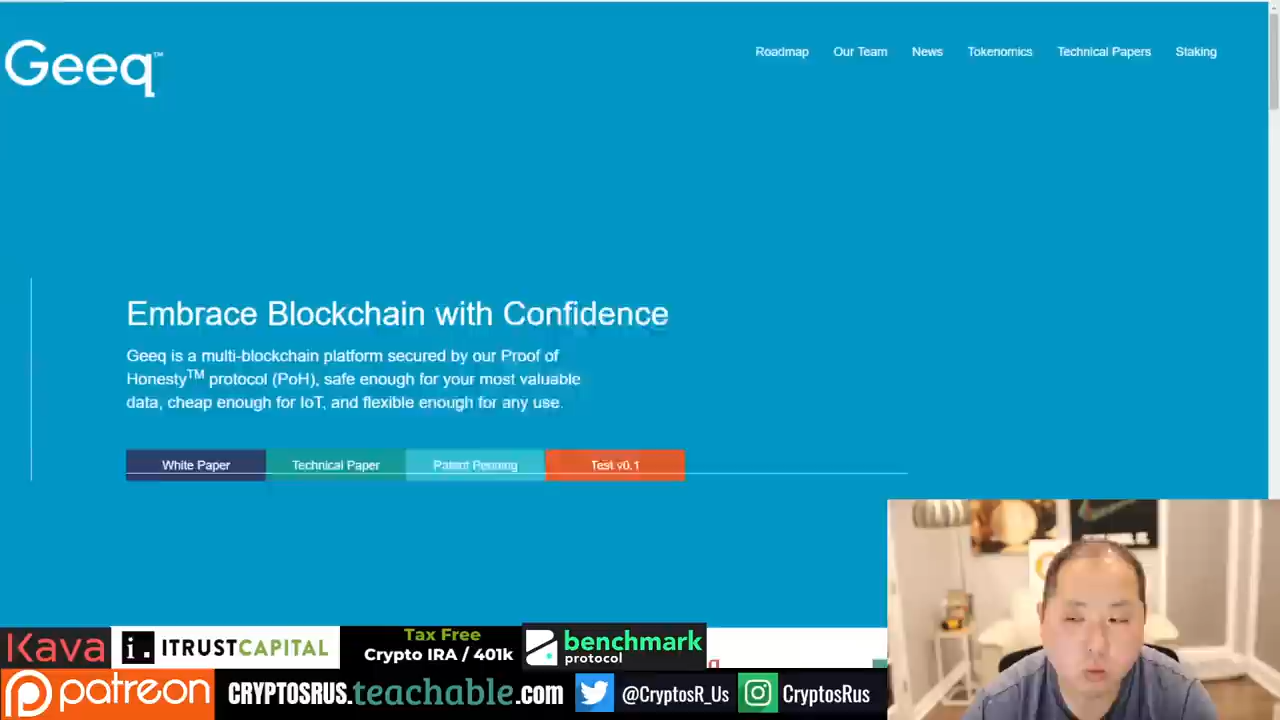 Geeq™
Roadmap Our Team News Tokenomics Technical Papers Staking
Embrace Blockchain with Confidence
Geeq is a multi-blockchain platform secured by our Proof of
Honesty™ protocol (PoH), safe enough for your most valuable
data, cheap enough for IoT, and flexible enough for any use.
White Paper Technical Paper Patent Pending Test v0.1
Kava i. ITRUSTCAPITAL Tax Free
Crypto IRA / 401k
benchmark
protocol
patreon CRYPTOSRUS.teachable.com @CryptosR_Us CryptosRus